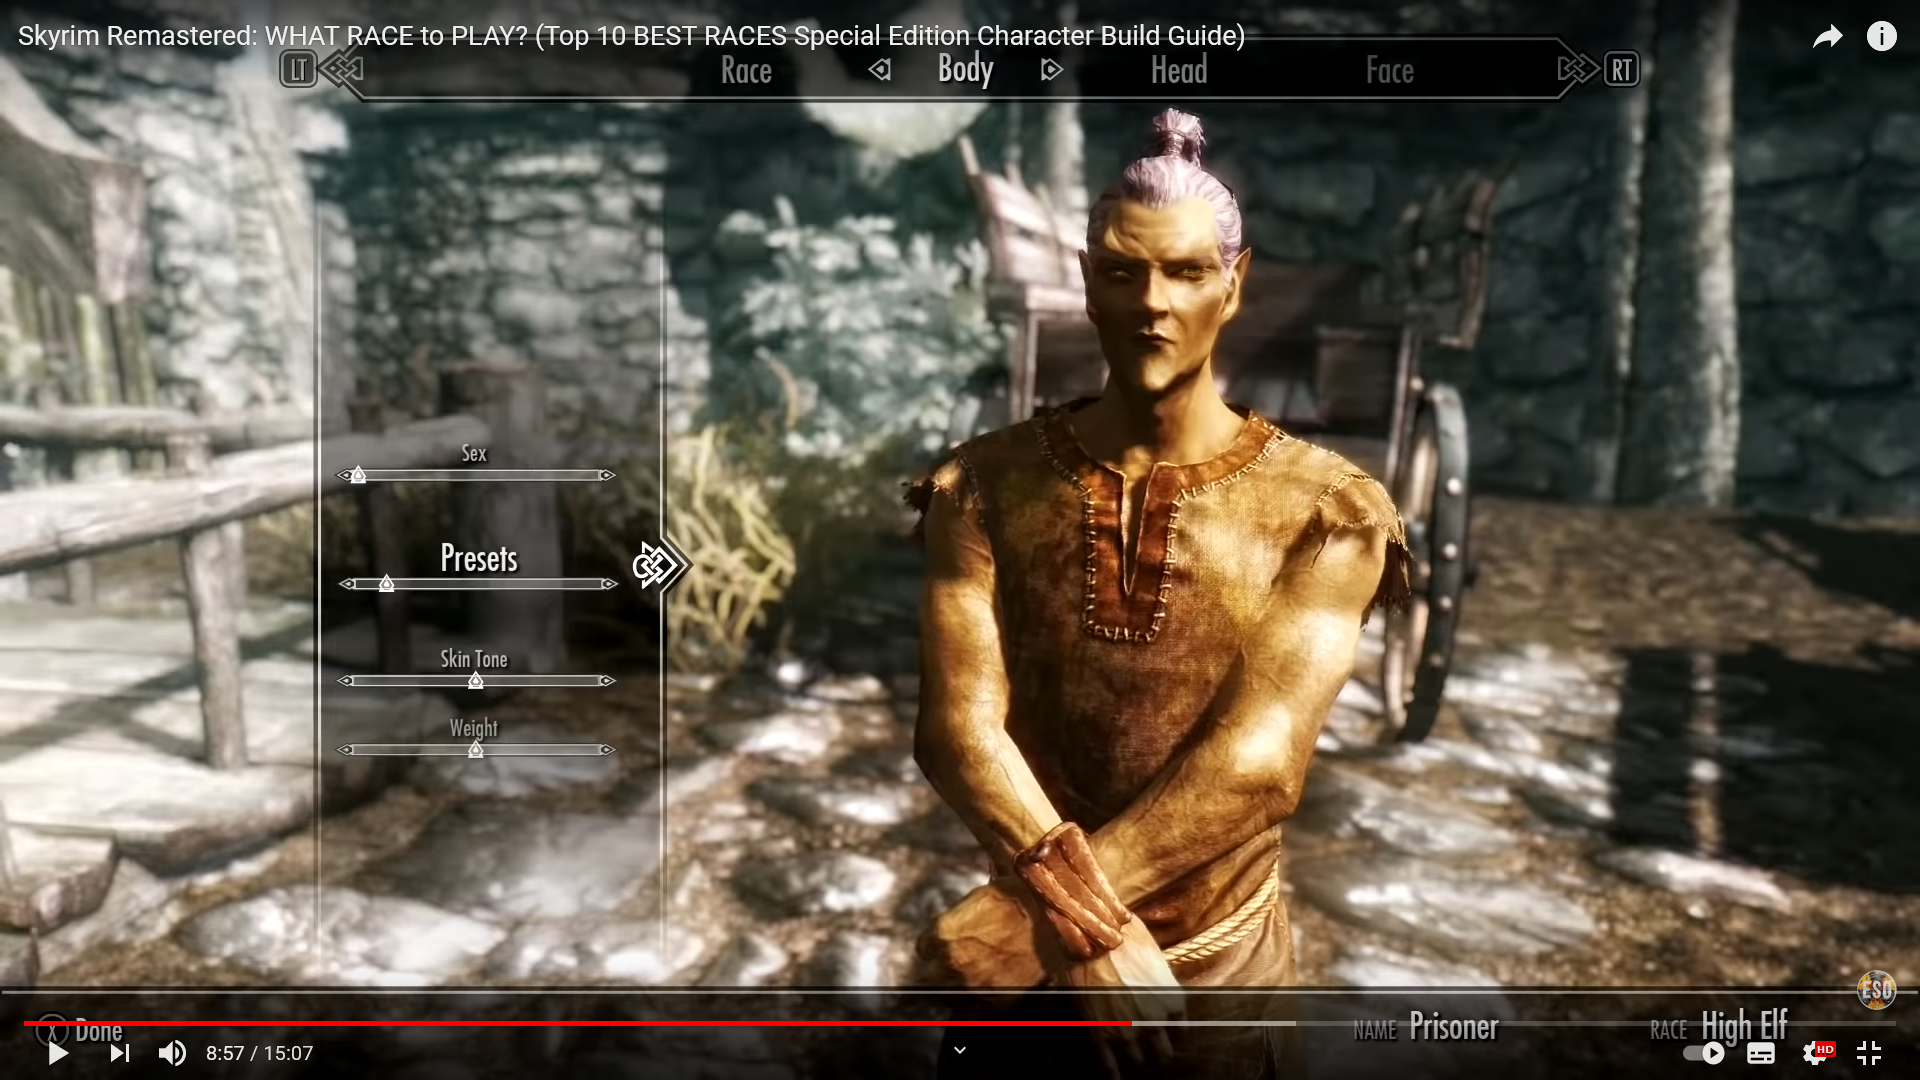 Skyrim Remastered: WHAT RACE to PLAY? (Top 10 BEST RACES Special Edition Character Build Guide)
LT Race Body Head Face RT
Sex
Presets
Skin Tone
Weight
ESO
X Done NAME Prisoner RACE High Elf
8:57 / 15:07 HD